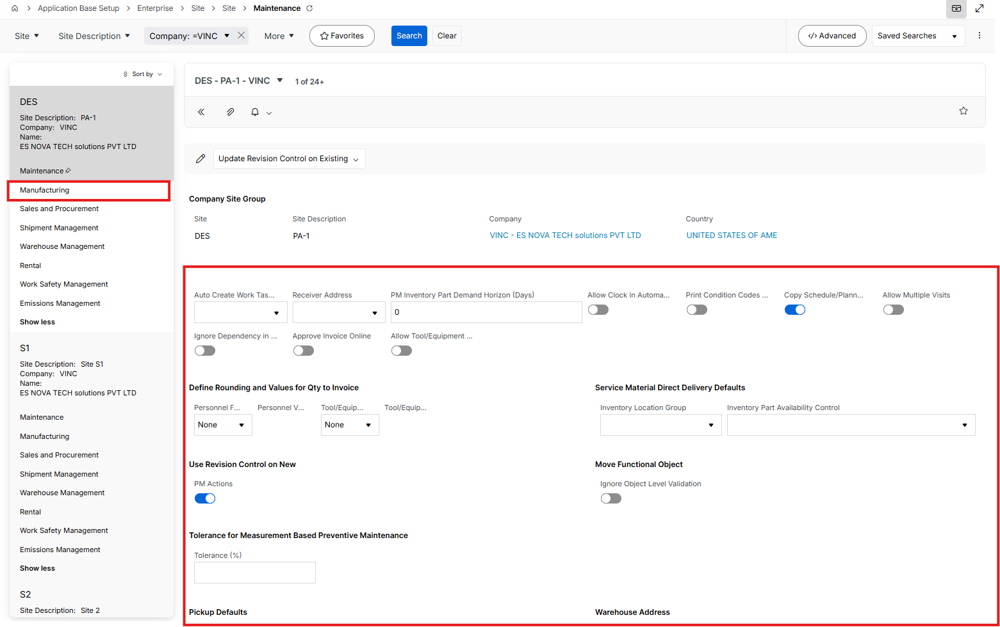 Application Base Setup > Enterprise > Site > Site > Maintenance
Site Site Description Company: =VINC More Favorites Search Clear </> Advanced Saved Searches
Sort by
DES
Site Description: PA-1
Company: VINC
Name:
ES NOVA TECH solutions PVT LTD
Maintenance
Manufacturing
Sales and Procurement
Shipment Management
Warehouse Management
Rental
Work Safety Management
Emissions Management
Show less
S1
Site Description: Site S1
Company: VINC
Name:
ES NOVA TECH solutions PVT LTD
Maintenance
Manufacturing
Sales and Procurement
Shipment Management
Warehouse Management
Rental
Work Safety Management
Emissions Management
Show less
S2
Site Description: Site 2
DES - PA-1 - VINC 1 of 24+
Update Revision Control on Existing
Company Site Group
Site Site Description Company Country
DES PA-1 VINC - ES NOVA TECH solutions PVT LTD UNITED STATES OF AME
Auto Create Work Tas... Receiver Address PM Inventory Part Demand Horizon (Days) Allow Clock In Automa... Print Condition Codes ... Copy Schedule/Plann... Allow Multiple Visits
0
Ignore Dependency in ... Approve Invoice Online Allow Tool/Equipment ...
Define Rounding and Values for Qty to Invoice
Personnel F... Personnel V... Tool/Equip... Tool/Equip...
None None
Service Material Direct Delivery Defaults
Inventory Location Group Inventory Part Availability Control
Use Revision Control on New
PM Actions
Move Functional Object
Ignore Object Level Validation
Tolerance for Measurement Based Preventive Maintenance
Tolerance (%)
Pickup Defaults Warehouse Address